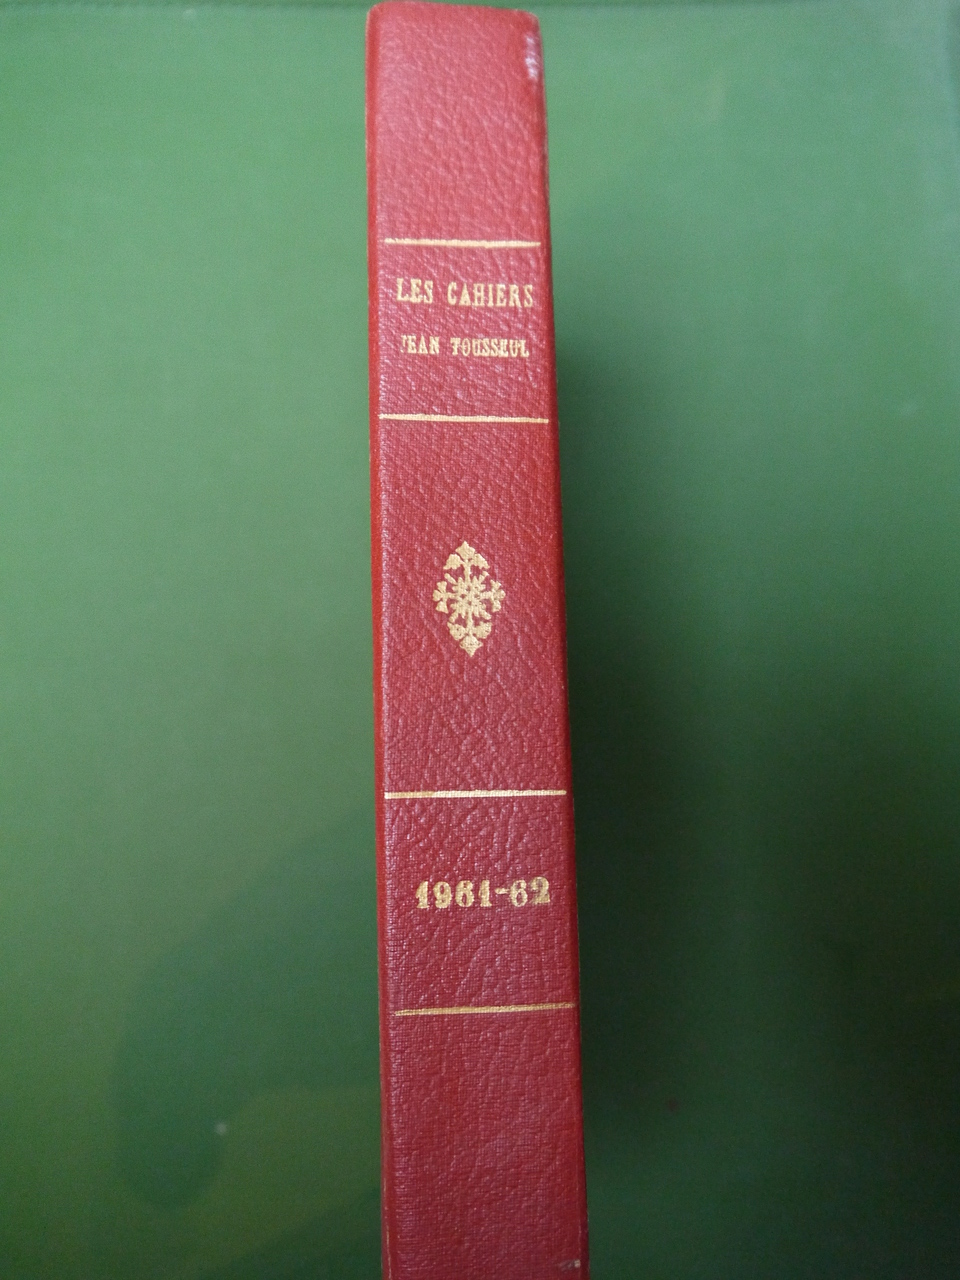 LES CAHIERS
JEAN TOUSSEUL
1961-62